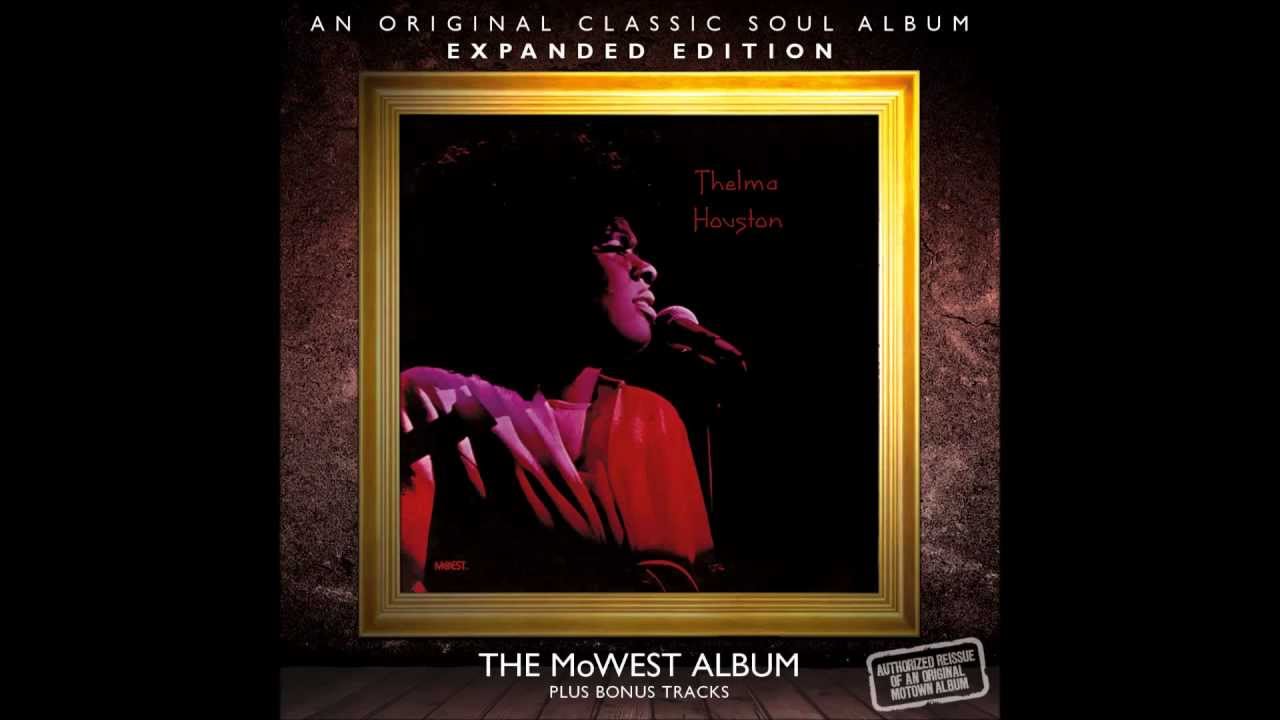 AN ORIGINAL CLASSIC SOUL ALBUM
EXPANDED EDITION
Thelma
Houston
MoWEST.
THE MoWEST ALBUM
PLUS BONUS TRACKS
AUTHORIZED REISSUE
OF AN ORIGINAL
MOTOWN ALBUM